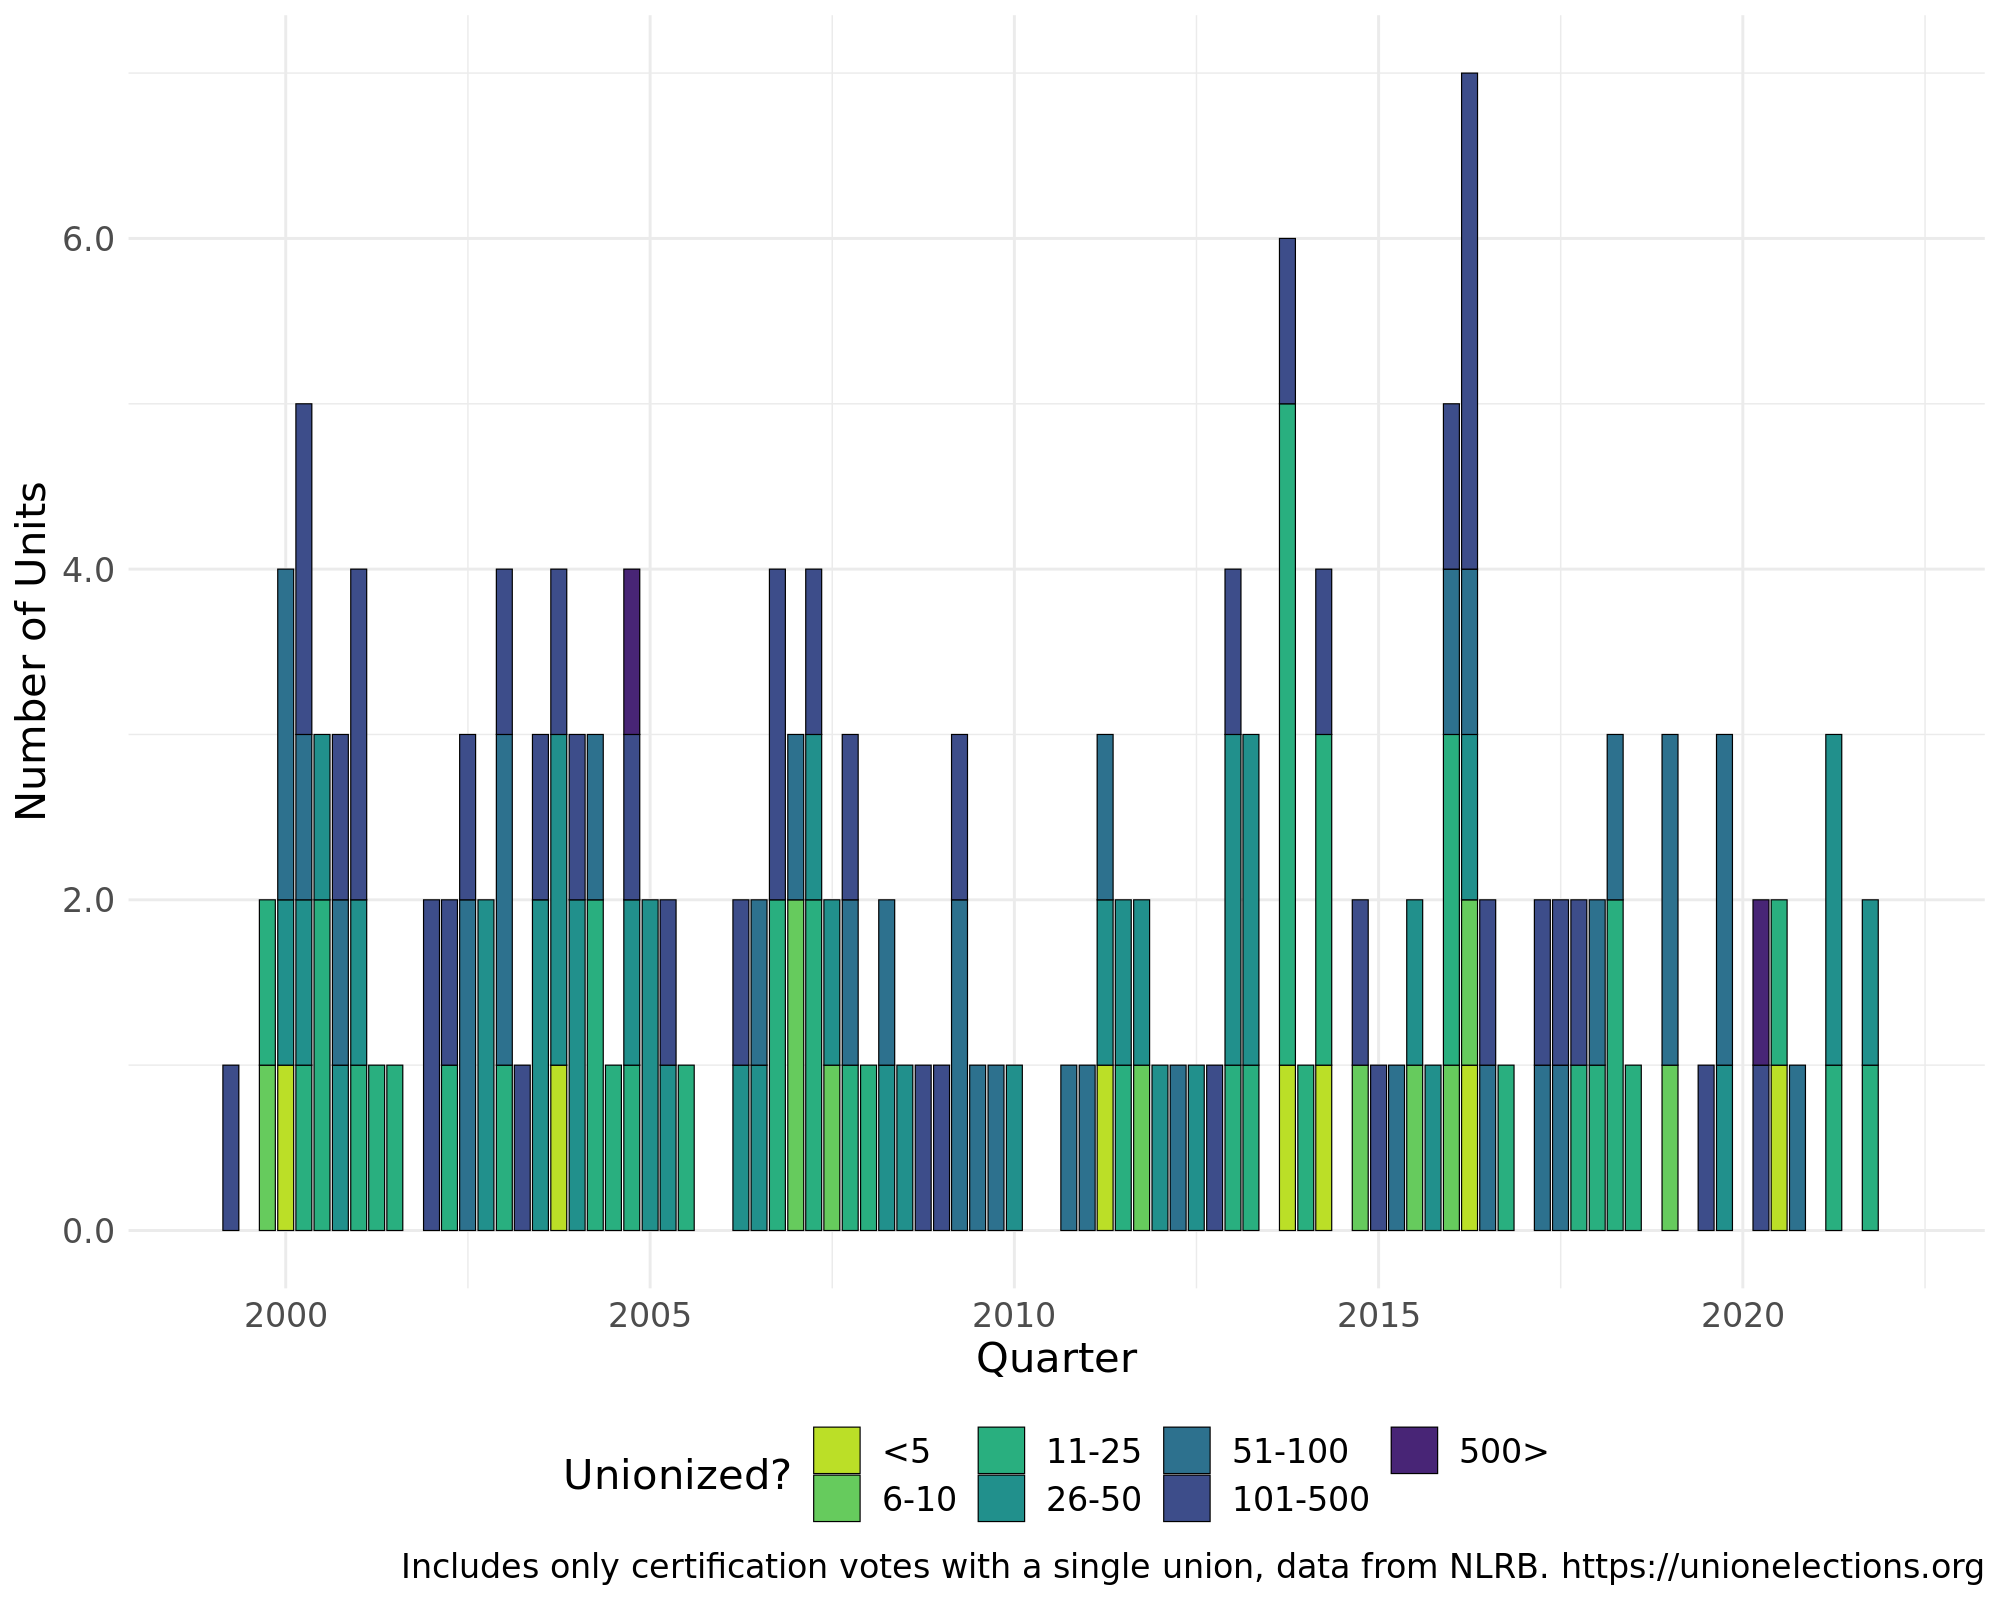 6.0
4.0
2.0
0.0
Number of Units
2000 2005 2010 2015 2020
Quarter
Unionized?
<5 11-25 51-100 500>
6-10 26-50 101-500
Includes only certification votes with a single union, data from NLRB. https://unionelections.org